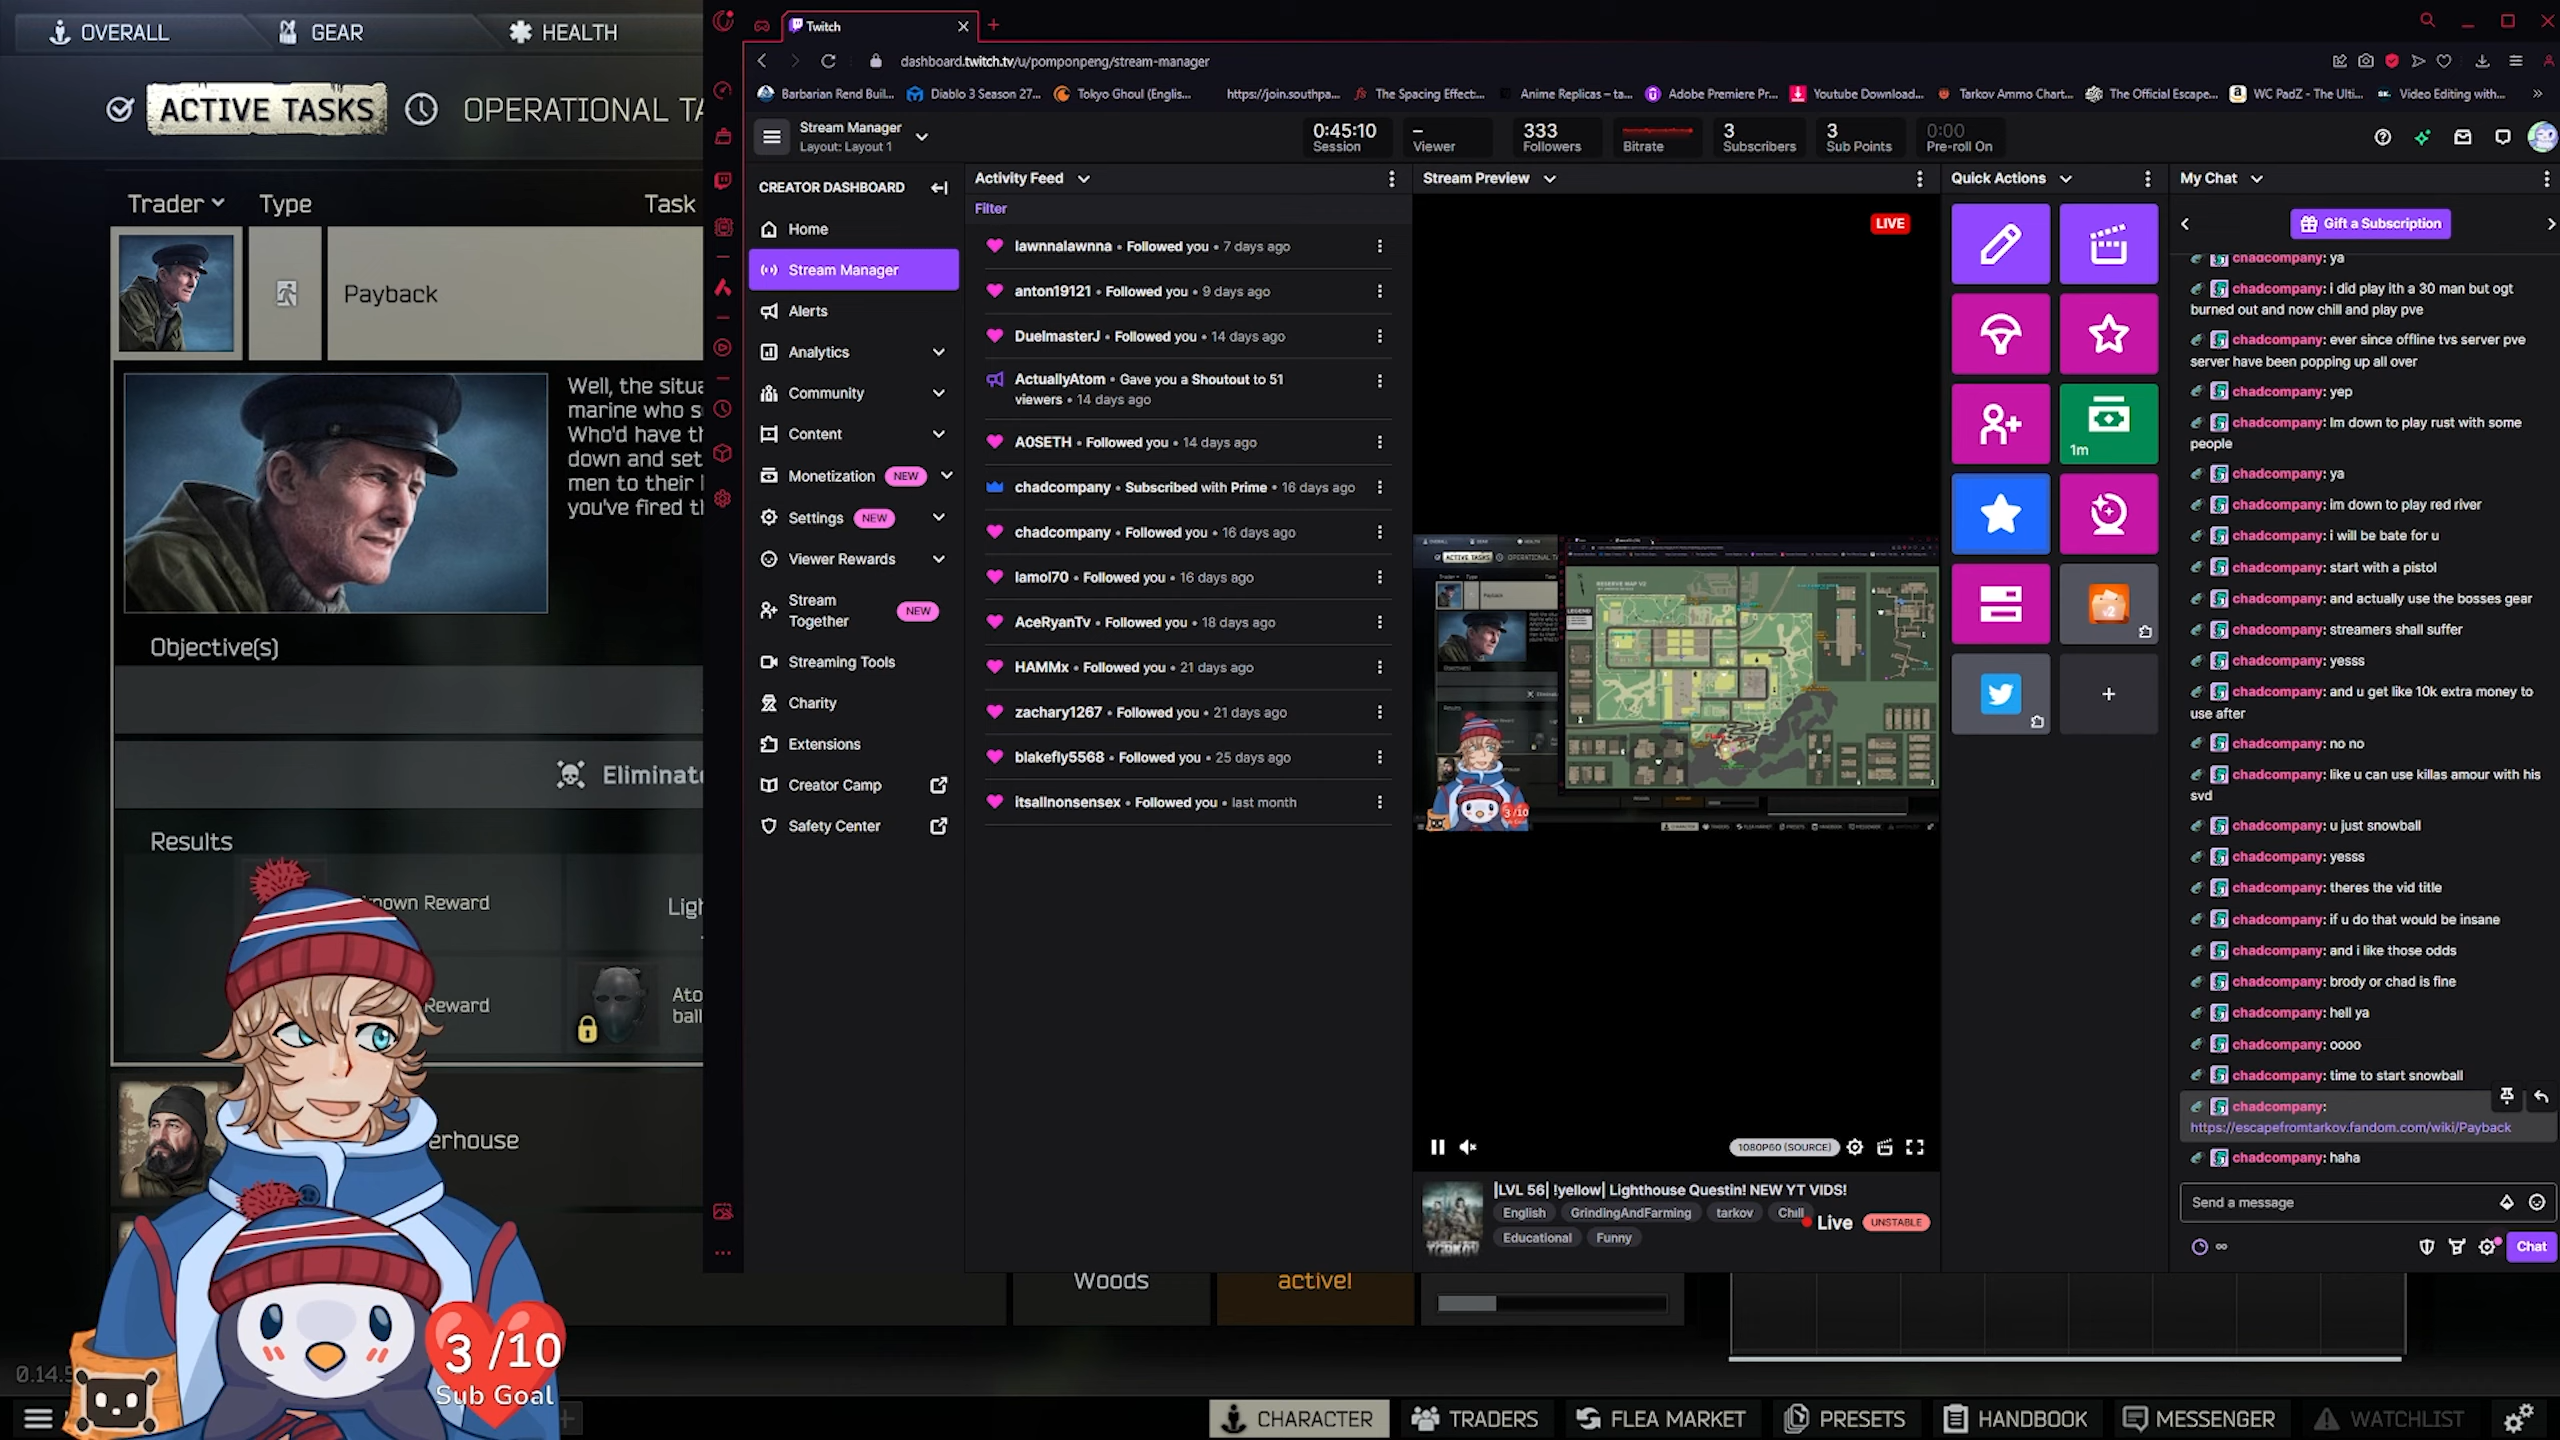 OVERALL
GEAR
HEALTH
ACTIVE TASKS
OPERATIONAL TA
Trader
Type
Task
Payback
Well, the situa
marine who s
Who'd have th
down and set
men to their
you've fired th
Objective(s)
Eliminate
Results
nown Reward
Ligh
Reward
Ato
ball
erhouse
3 /10
Sub Goal
0.14.5
Twitch
dashboard.twitch.tv/u/pomponpeng/stream-manager
Barbarian Rend Buil...
Diablo 3 Season 27...
Tokyo Ghoul (Englis...
https://join.southpa...
The Spacing Effect:...
Anime Replicas – ta...
Adobe Premiere Pr...
Youtube Download...
Tarkov Ammo Chart...
The Official Escape...
WC PadZ - The Ulti...
Video Editing with...
Stream Manager
Layout: Layout 1
0:45:10
Session
–
Viewer
333
Followers
Bitrate
3
Subscribers
3
Sub Points
0:00
Pre-roll On
CREATOR DASHBOARD
Home
Stream Manager
Alerts
Analytics
Community
Content
Monetization NEW
Settings NEW
Viewer Rewards
Stream
Together
NEW
Streaming Tools
Charity
Extensions
Creator Camp
Safety Center
Activity Feed
Filter
lawnnalawnna • Followed you • 7 days ago
anton19121 • Followed you • 9 days ago
DuelmasterJ • Followed you • 14 days ago
ActuallyAtom • Gave you a Shoutout to 51
viewers • 14 days ago
A0SETH • Followed you • 14 days ago
chadcompany • Subscribed with Prime • 16 days ago
chadcompany • Followed you • 16 days ago
lamol70 • Followed you • 16 days ago
AceRyanTv • Followed you • 18 days ago
HAMMx • Followed you • 21 days ago
zachary1267 • Followed you • 21 days ago
blakefly5568 • Followed you • 25 days ago
itsallnonsensex • Followed you • last month
Stream Preview
LIVE
ACTIVE TASKS
OPERATIONAL T
RESERVE MAP V2
LEGEND
3 /10
1080P60 (SOURCE)
|LVL 56| !yellow| Lighthouse Questin! NEW YT VIDS!
English
GrindingAndFarming
tarkov
Chill
Educational
Funny
Live
UNSTABLE
Quick Actions
1m
v2
My Chat
Gift a Subscription
chadcompany: ya
chadcompany: i did play ith a 30 man but ogt
burned out and now chill and play pve
chadcompany: ever since offline tvs server pve
server have been popping up all over
chadcompany: yep
chadcompany: Im down to play rust with some
people
chadcompany: ya
chadcompany: im down to play red river
chadcompany: i will be bate for u
chadcompany: start with a pistol
chadcompany: and actually use the bosses gear
chadcompany: streamers shall suffer
chadcompany: yesss
chadcompany: and u get like 10k extra money to
use after
chadcompany: no no
chadcompany: like u can use killas amour with his
svd
chadcompany: u just snowball
chadcompany: yesss
chadcompany: theres the vid title
chadcompany: if u do that would be insane
chadcompany: and i like those odds
chadcompany: brody or chad is fine
chadcompany: hell ya
chadcompany: oooo
chadcompany: time to start snowball
chadcompany:
https://escapefromtarkov.fandom.com/wiki/Payback
chadcompany: haha
Send a message
∞
Chat
Woods
active!
CHARACTER
TRADERS
FLEA MARKET
PRESETS
HANDBOOK
MESSENGER
WATCHLIST